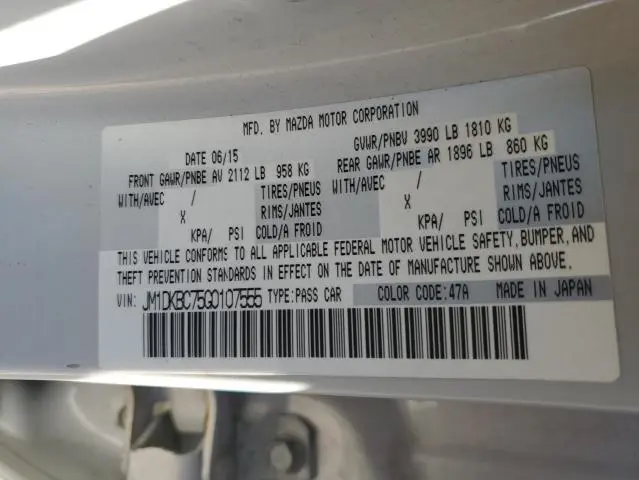 MFD. BY MAZDA MOTOR CORPORATION
DATE 06/15 GVWR/PNBV 3990 LB 1810 KG
FRONT GAWR/PNBE AV 2112 LB 958 KG REAR GAWR/PNBE AR 1896 LB 860 KG
WITH/AVEC / TIRES/PNEUS WITH/AVEC / TIRES/PNEUS
X RIMS/JANTES X RIMS/JANTES
KPA/ PSI COLD/A FROID KPA/ PSI COLD/A FROID
THIS VEHICLE CONFORMS TO ALL APPLICABLE FEDERAL MOTOR VEHICLE SAFETY, BUMPER, AND
THEFT PREVENTION STANDARDS IN EFFECT ON THE DATE OF MANUFACTURE SHOWN ABOVE.
VIN: JM1DKBC75G0107555 TYPE:PASS CAR COLOR CODE:47A MADE IN JAPAN